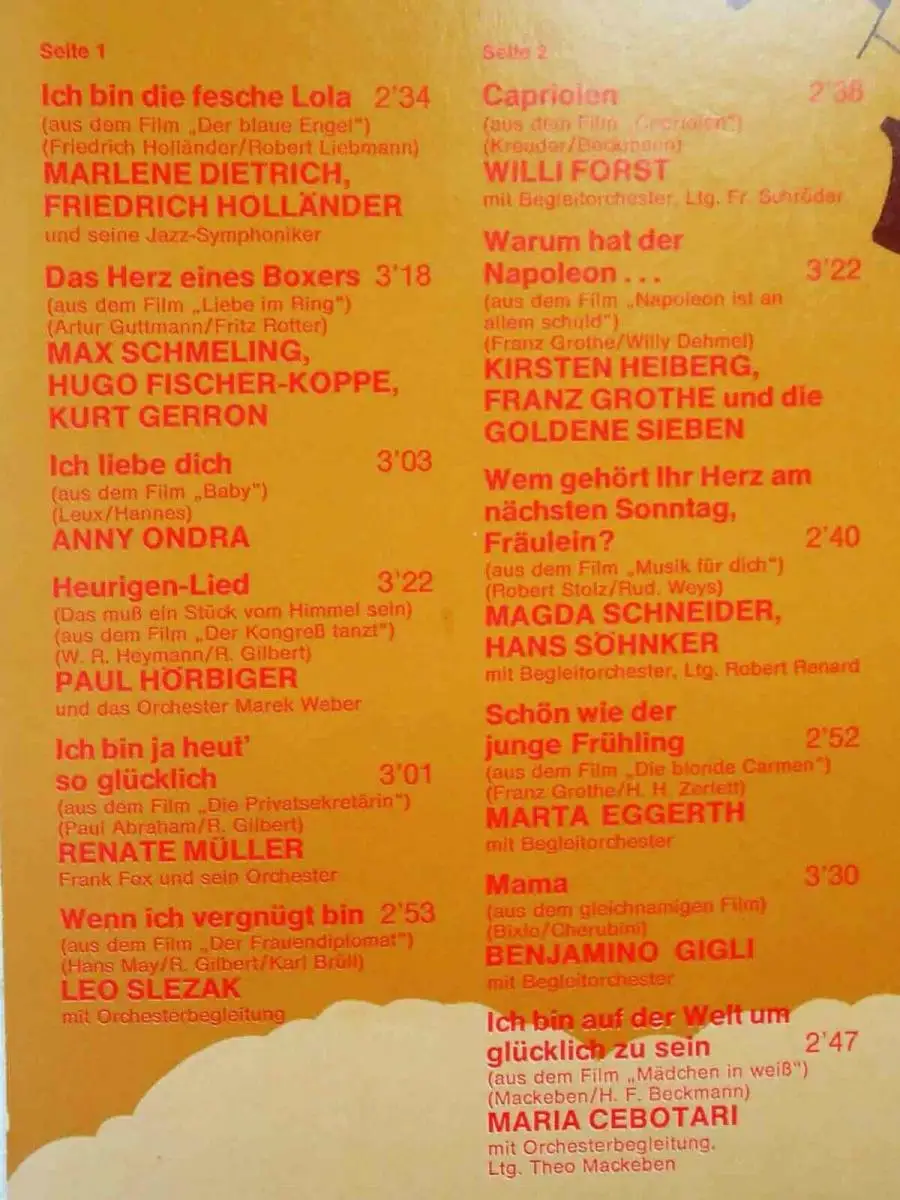 Seite 1
Ich bin die fesche Lola 2'34
(aus dem Film „Der blaue Engel")
(Friedrich Holländer/Robert Liebmann)
MARLENE DIETRICH,
FRIEDRICH HOLLÄNDER
und seine Jazz-Symphoniker
Das Herz eines Boxers 3'18
(aus dem Film „Liebe im Ring")
(Artur Guttmann/Fritz Rotter)
MAX SCHMELING,
HUGO FISCHER-KOPPE,
KURT GERRON
Ich liebe dich 3'03
(aus dem Film „Baby")
(Leux/Hannes)
ANNY ONDRA
Heurigen-Lied 3'22
(Das muß ein Stück vom Himmel sein)
(aus dem Film „Der Kongreß tanzt")
(W. R. Heymann/R. Gilbert)
PAUL HÖRBIGER
und das Orchester Marek Weber
Ich bin ja heut'
so glücklich 3'01
(aus dem Film „Die Privatsekretärin")
(Paul Abraham/R. Gilbert)
RENATE MÜLLER
Frank Fox und sein Orchester
Wenn ich vergnügt bin 2'53
(aus dem Film „Der Frauendiplomat")
(Hans May/R. Gilbert/Karl Brüll)
LEO SLEZAK
mit Orchesterbegleitung
Seite 2
Capriolen 2'38
(aus dem Film „Capriolen")
(Kreuder/Beckmann)
WILLI FORST
mit Begleitorchester, Ltg. Fr. Schröder
Warum hat der
Napoleon ... 3'22
(aus dem Film „Napoleon ist an
allem schuld")
(Franz Grothe/Willy Dehmel)
KIRSTEN HEIBERG,
FRANZ GROTHE und die
GOLDENE SIEBEN
Wem gehört Ihr Herz am
nächsten Sonntag,
Fräulein? 2'40
(aus dem Film „Musik für dich")
(Robert Stolz/Rud. Weys)
MAGDA SCHNEIDER,
HANS SÖHNKER
mit Begleitorchester, Ltg. Robert Renard
Schön wie der
junge Frühling 2'52
(aus dem Film „Die blonde Carmen")
(Franz Grothe/H. H. Zerlett)
MARTA EGGERTH
mit Begleitorchester
Mama 3'30
(aus dem gleichnamigen Film)
(Bixio/Cherubini)
BENJAMINO GIGLI
mit Begleitorchester
Ich bin auf der Welt um
glücklich zu sein 2'47
(aus dem Film „Mädchen in weiß")
(Mackeben/H. F. Beckmann)
MARIA CEBOTARI
mit Orchesterbegleitung,
Ltg. Theo Mackeben